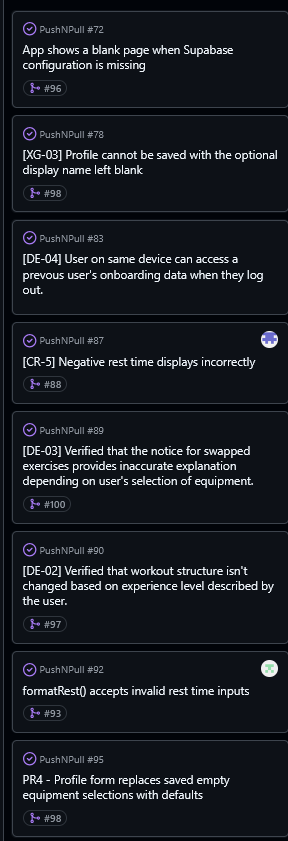 PushNPull #72
App shows a blank page when Supabase
configuration is missing
#96
PushNPull #78
[XG-03] Profile cannot be saved with the optional
display name left blank
#98
PushNPull #83
[DE-04] User on same device can access a
prevous user's onboarding data when they log
out.
PushNPull #87
[CR-5] Negative rest time displays incorrectly
#88
PushNPull #89
[DE-03] Verified that the notice for swapped
exercises provides inaccurate explanation
depending on user's selection of equipment.
#100
PushNPull #90
[DE-02] Verified that workout structure isn't
changed based on experience level described by
the user.
#97
PushNPull #92
formatRest() accepts invalid rest time inputs
#93
PushNPull #95
PR4 - Profile form replaces saved empty
equipment selections with defaults
#98